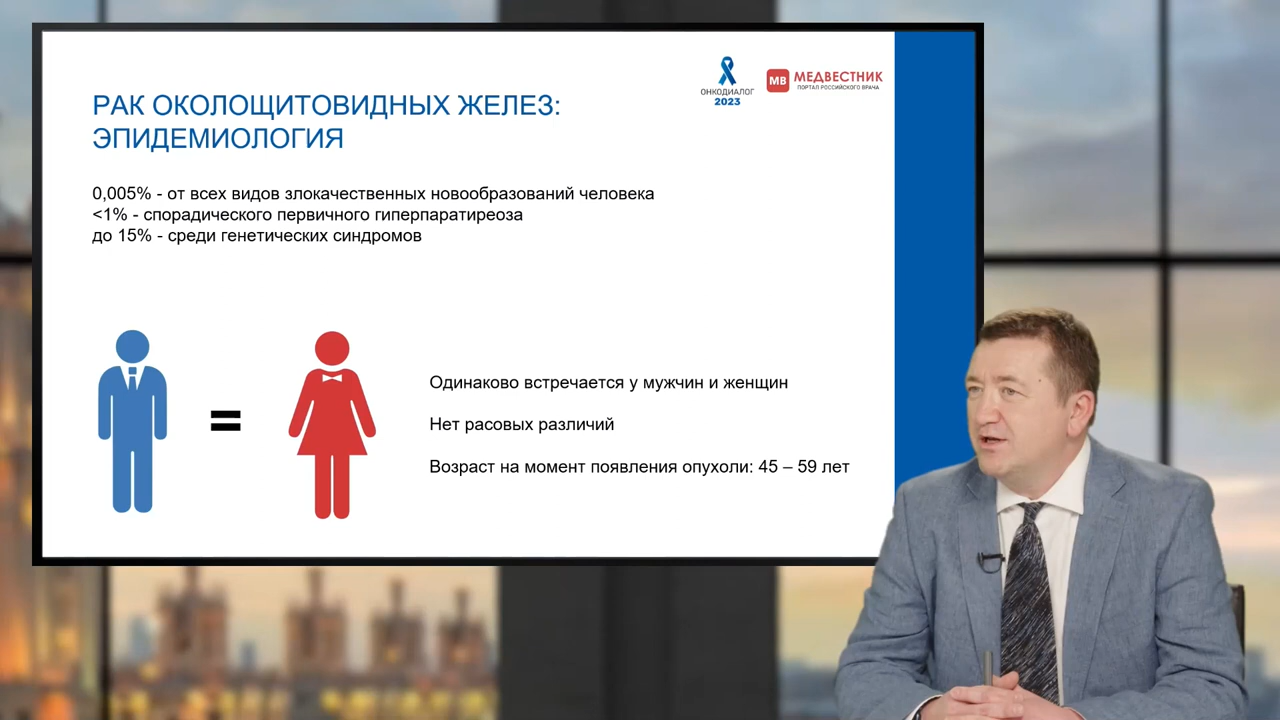 ОНКОДИАЛОГ
2023
МВ
МЕДВЕСТНИК
ПОРТАЛ РОССИЙСКОГО ВРАЧА
РАК ОКОЛОЩИТОВИДНЫХ ЖЕЛЕЗ:
ЭПИДЕМИОЛОГИЯ
0,005% - от всех видов злокачественных новообразований человека
<1% - спорадического первичного гиперпаратиреоза
до 15% - среди генетических синдромов
=
Одинаково встречается у мужчин и женщин
Нет расовых различий
Возраст на момент появления опухоли: 45 – 59 лет